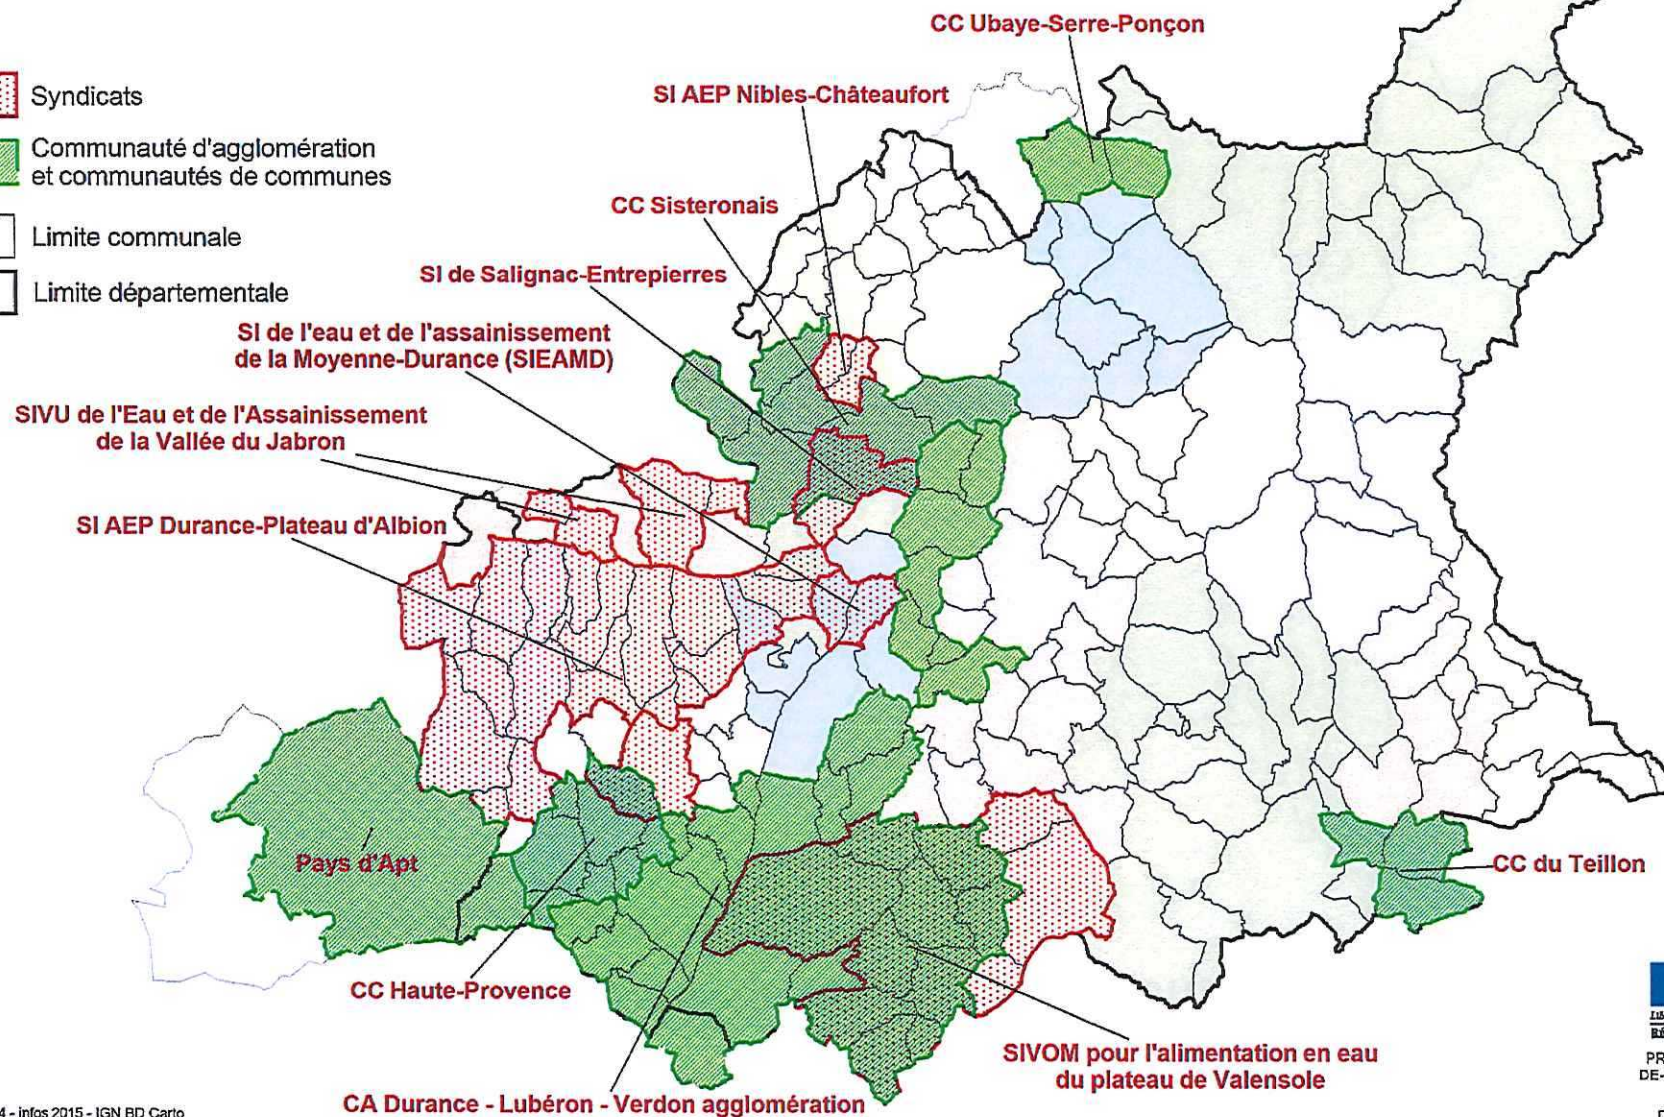 CC Ubaye-Serre-Ponçon
SI AEP Nibles-Châteaufort
Syndicats
Communauté d'agglomération
et communautés de communes
CC Sisteronais
Limite communale
SI de Salignac-Entrepierres
Limite départementale
SI de l'eau et de l'assainissement
de la Moyenne-Durance (SIEAMD)
SIVU de l'Eau et de l'Assainissement
de la Vallée du Jabron
SI AEP Durance-Plateau d'Albion
Pays d'Apt
CC du Teillon
CC Haute-Provence
SIVOM pour l'alimentation en eau
du plateau de Valensole
PR
DE-
CA Durance - Lubéron - Verdon agglomération
4 - infos 2015 - IGN BD Carto